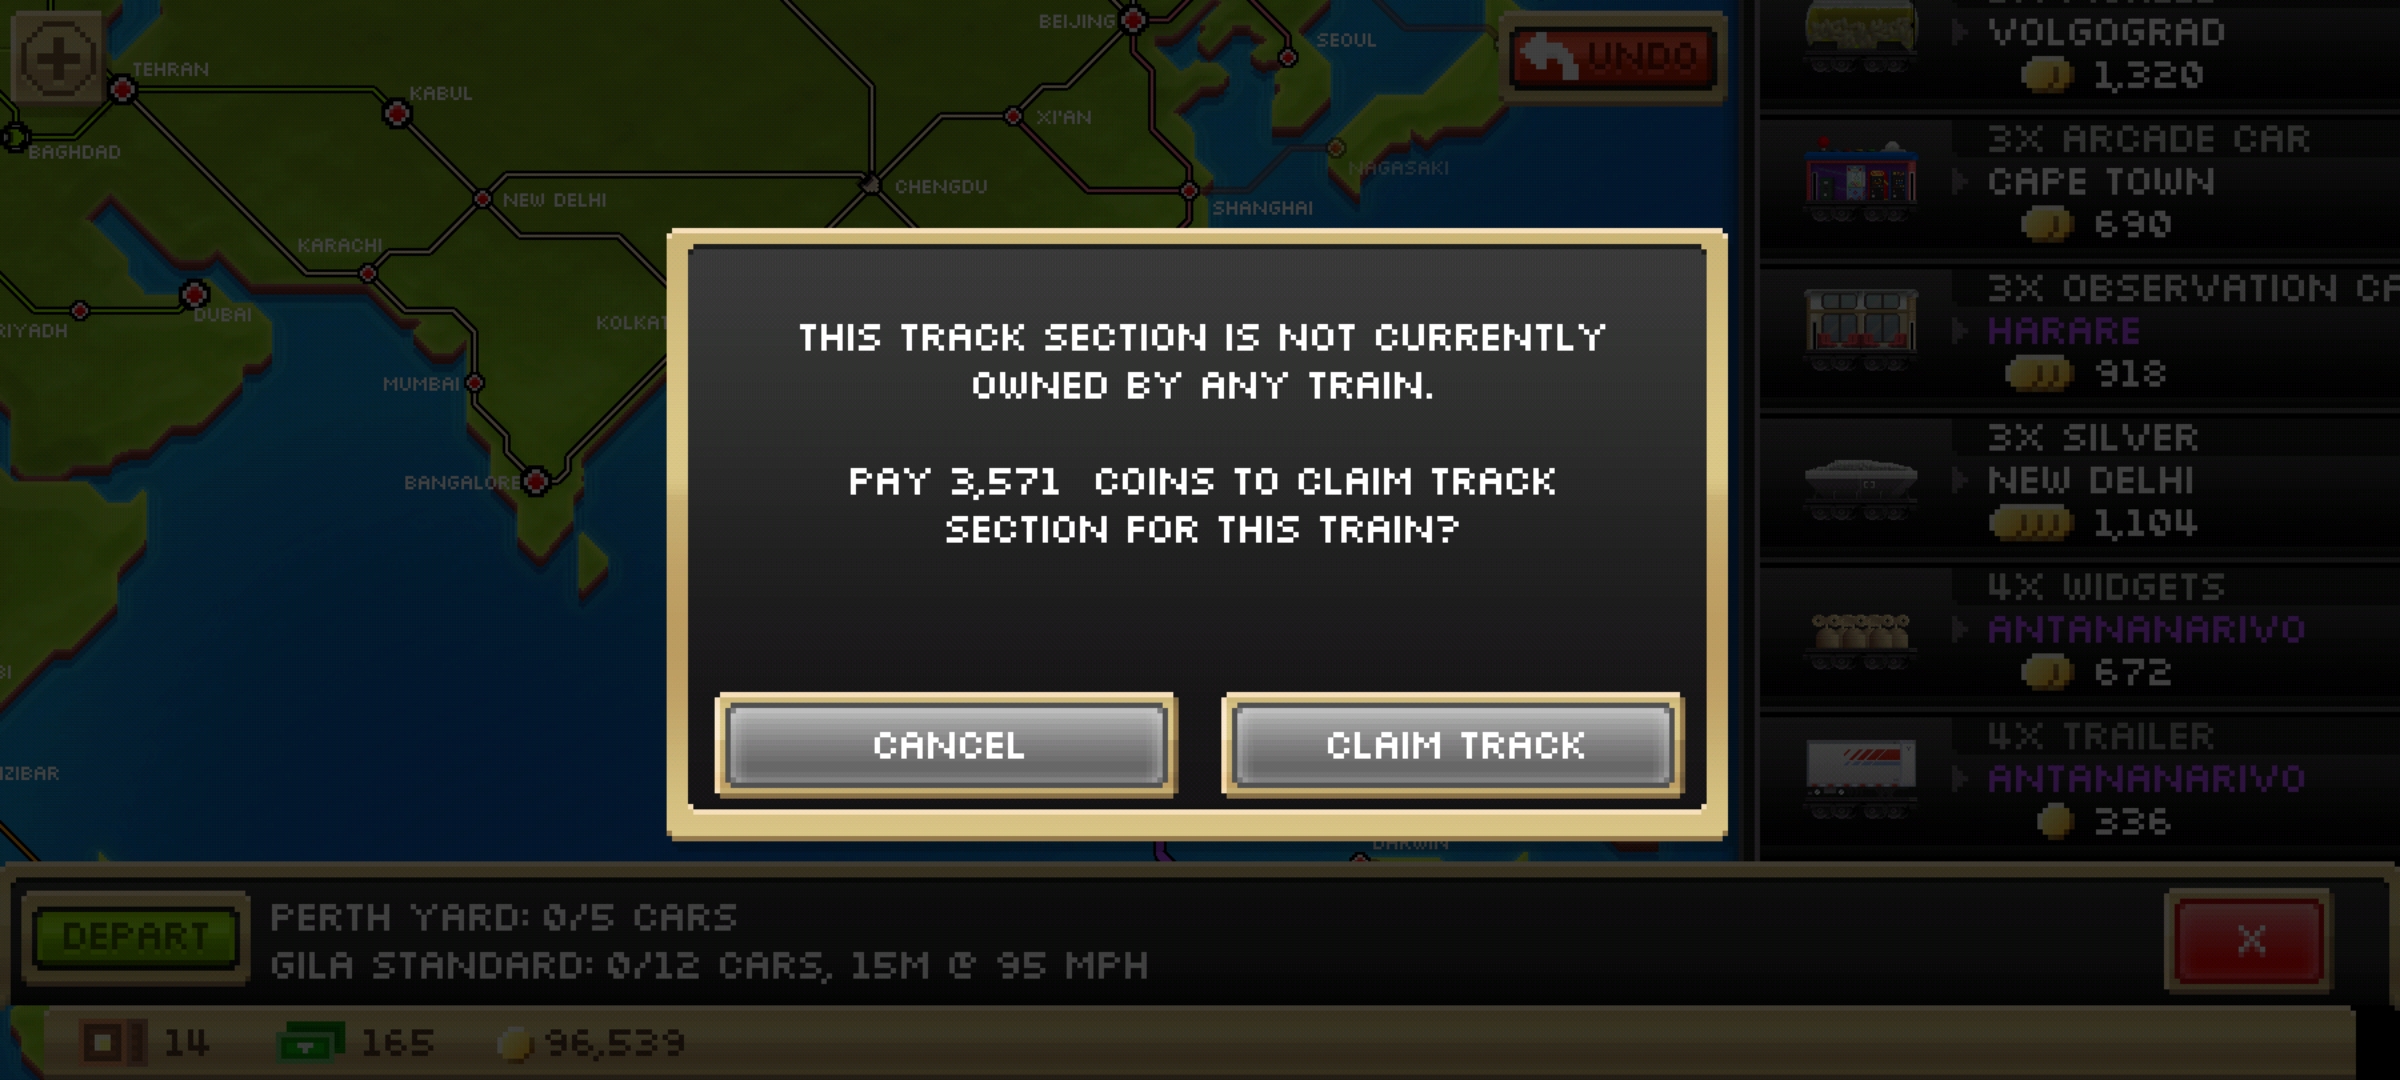 BEIJING
SEOUL
UNDO
TEHRAN
KABUL
XI'AN
BAGHDAD
NAGASAKI
NEW DELHI
CHENGDU
SHANGHAI
KARACHI
DUBAI
RIYADH
MUMBAI
BANGALORE
DARWIN
THIS TRACK SECTION IS NOT CURRENTLY
OWNED BY ANY TRAIN.
PAY 3,571 COINS TO CLAIM TRACK
SECTION FOR THIS TRAIN?
CANCEL
CLAIM TRACK
VOLGOGRAD
1,320
3X ARCADE CAR
CAPE TOWN
690
3X OBSERVATION CA
HARARE
918
3X SILVER
NEW DELHI
1,104
4X WIDGETS
ANTANANARIVO
672
4X TRAILER
ANTANANARIVO
336
DEPART
PERTH YARD: 0/5 CARS
GILA STANDARD: 0/12 CARS, 15M @ 95 MPH
X
14
165
96,539